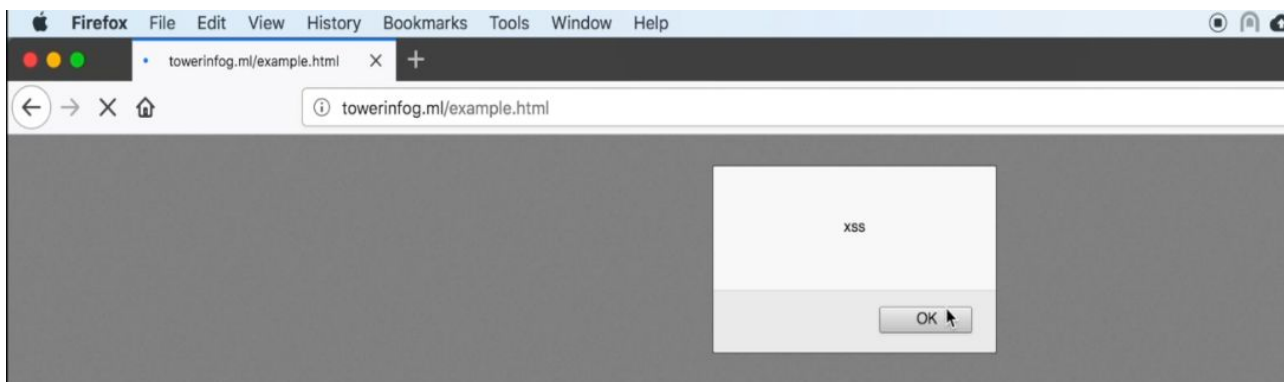 Firefox File Edit View History Bookmarks Tools Window Help
towerinfog.ml/example.html
towerinfog.ml/example.html
xss
OK